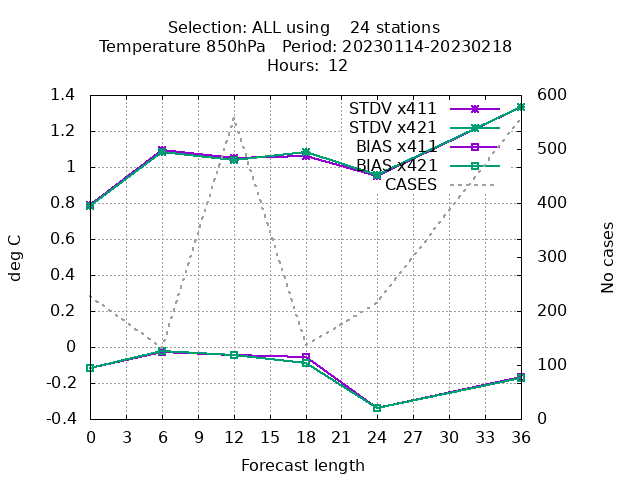 Selection: ALL using    24 stations
Temperature 850hPa   Period: 20230114-20230218
Hours: 12
1.4
1.2
1
0.8
0.6
0.4
0.2
0
-0.2
-0.4
deg C
STDV x411
STDV x421
BIAS x411
BIAS x421
CASES
600
500
400
300
200
100
0
No cases
0 3 6 9 12 15 18 21 24 27 30 33 36
Forecast length